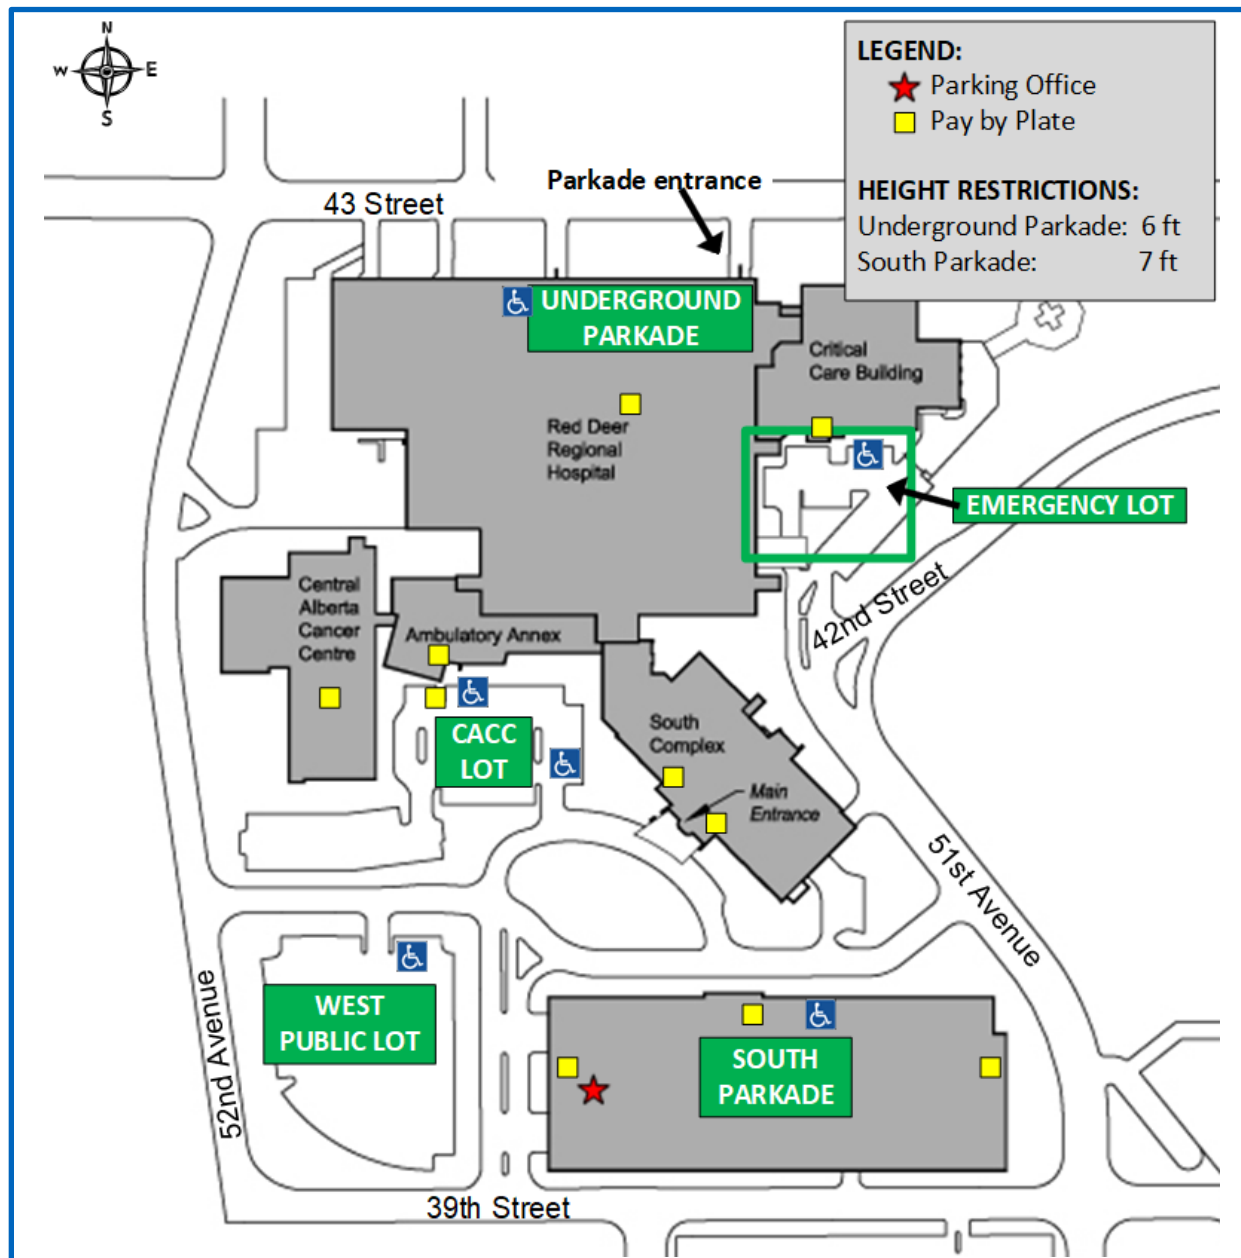 N
W
E
S
LEGEND:
Parking Office
Pay by Plate
HEIGHT RESTRICTIONS:
Underground Parkade: 6 ft
South Parkade: 7 ft
Parkade entrance
43 Street
UNDERGROUND
PARKADE
Critical
Care Building
Red Deer
Regional
Hospital
EMERGENCY LOT
42nd Street
Central
Alberta
Cancer
Centre
Ambulatory Annex
South
Complex
CACC
LOT
Main
Entrance
51st Avenue
WEST
PUBLIC LOT
52nd Avenue
SOUTH
PARKADE
39th Street